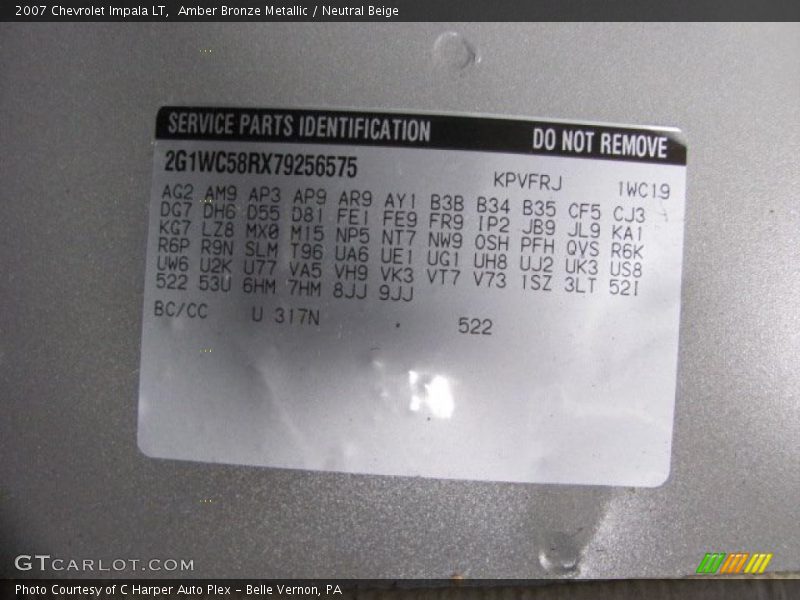 2007 Chevrolet Impala LT, Amber Bronze Metallic / Neutral Beige
SERVICE PARTS IDENTIFICATION DO NOT REMOVE
2G1WC58RX79256575 KPVFRJ 1WC19
AG2 AM9 AP3 AP9 AR9 AY1 B3B B34 B35 CF5 CJ3
DG7 DH6 D55 D81 FE1 FE9 FR9 IP2 JB9 JL9 KA1
KG7 LZ8 MX0 M15 NP5 NT7 NW9 OSH PFH QVS R6K
R6P R9N SLM T96 UA6 UE1 UG1 UH8 UJ2 UK3 US8
UW6 U2K U77 VA5 VH9 VK3 VT7 V73 1SZ 3LT 52I
522 53U 6HM 7HM 8JJ 9JJ
BC/CC U 317N 522
GTCARLOT.COM
Photo Courtesy of C Harper Auto Plex - Belle Vernon, PA